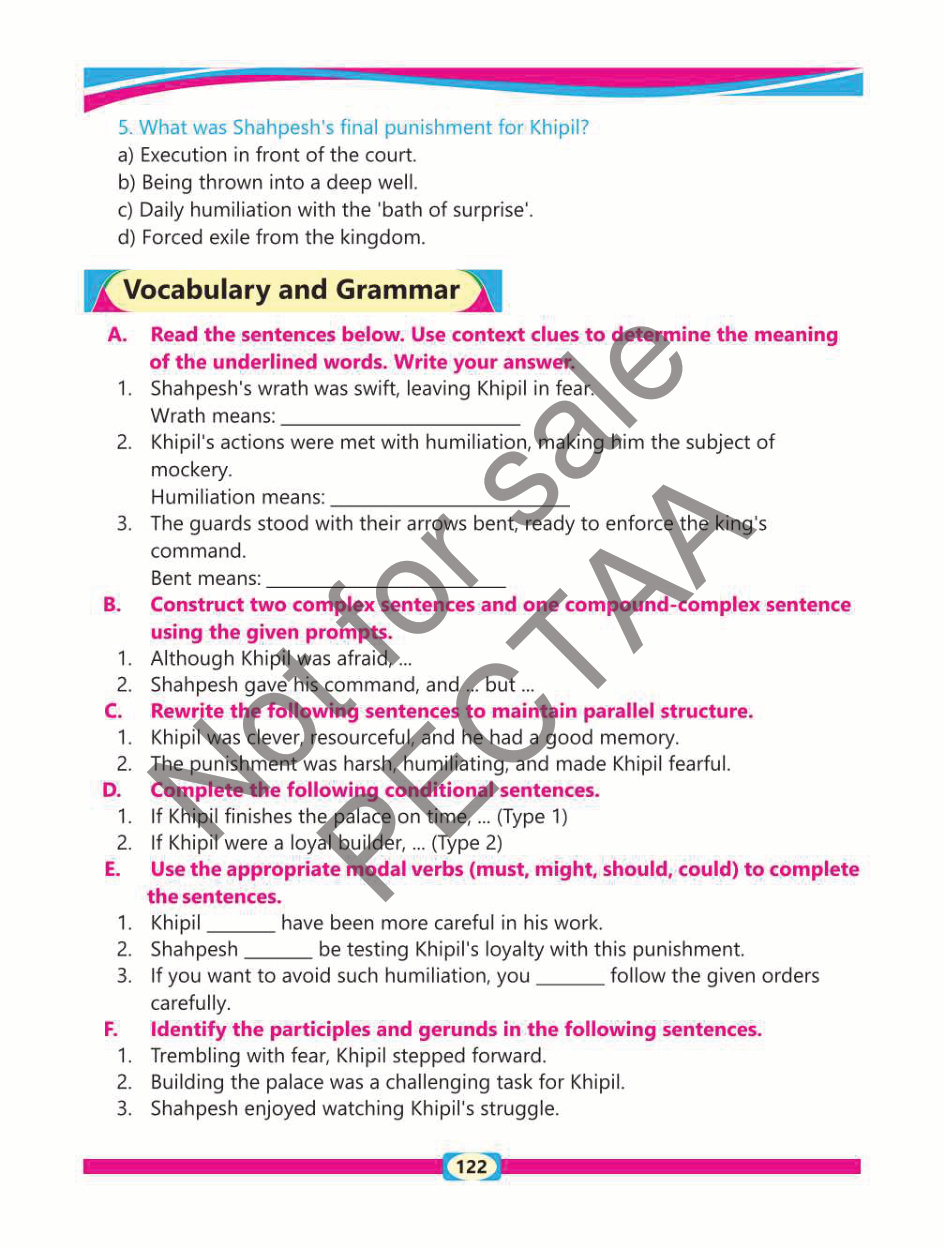 5. What was Shahpesh's final punishment for Khipil?
a) Execution in front of the court.
b) Being thrown into a deep well.
c) Daily humiliation with the 'bath of surprise'.
d) Forced exile from the kingdom.
Vocabulary and Grammar
A. Read the sentences below. Use context clues to determine the meaning
of the underlined words. Write your answer.
1. Shahpesh's wrath was swift, leaving Khipil in fear.
Wrath means: ________________________
2. Khipil's actions were met with humiliation, making him the subject of
mockery.
Humiliation means: ________________________
3. The guards stood with their arrows bent, ready to enforce the king's
command.
Bent means: ________________________
B. Construct two complex sentences and one compound-complex sentence
using the given prompts.
1. Although Khipil was afraid, ...
2. Shahpesh gave his command, and ... but ...
C. Rewrite the following sentences to maintain parallel structure.
1. Khipil was clever, resourceful, and he had a good memory.
2. The punishment was harsh, humiliating, and made Khipil fearful.
D. Complete the following conditional sentences.
1. If Khipil finishes the palace on time, ... (Type 1)
2. If Khipil were a loyal builder, ... (Type 2)
E. Use the appropriate modal verbs (must, might, should, could) to complete
the sentences.
1. Khipil _______ have been more careful in his work.
2. Shahpesh _______ be testing Khipil's loyalty with this punishment.
3. If you want to avoid such humiliation, you _______ follow the given orders
carefully.
F. Identify the participles and gerunds in the following sentences.
1. Trembling with fear, Khipil stepped forward.
2. Building the palace was a challenging task for Khipil.
3. Shahpesh enjoyed watching Khipil's struggle.
122
Not for sale
PECTAA